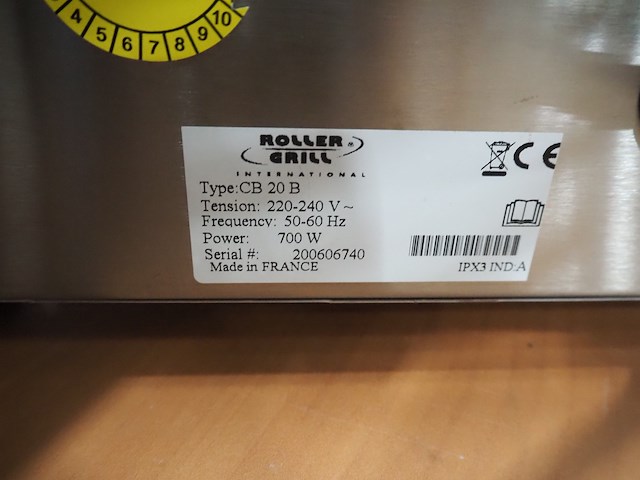 4 5 6 7 8 9 10
ROLLER
GRILL
INTERNATIONAL
CE
Type:CB 20 B
Tension: 220-240 V ~
Frequency: 50-60 Hz
Power: 700 W
Serial #: 200606740
Made in FRANCE
IPX3 IND:A